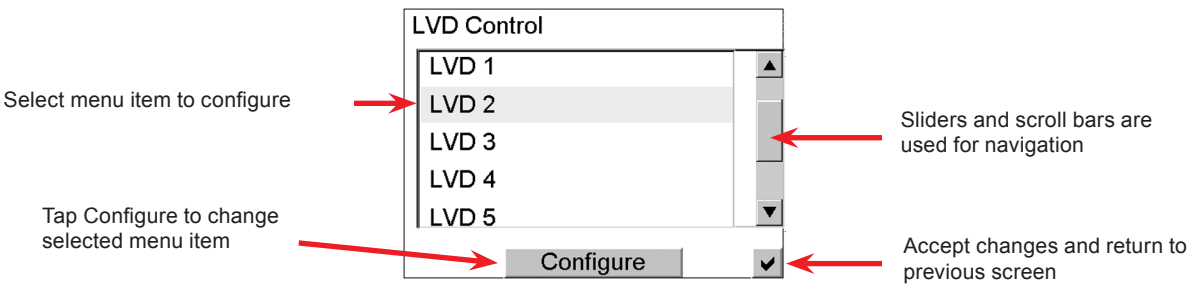 LVD Control
LVD 1
LVD 2
LVD 3
LVD 4
LVD 5
Configure
Select menu item to configure
Tap Configure to change
selected menu item
Sliders and scroll bars are
used for navigation
Accept changes and return to
previous screen